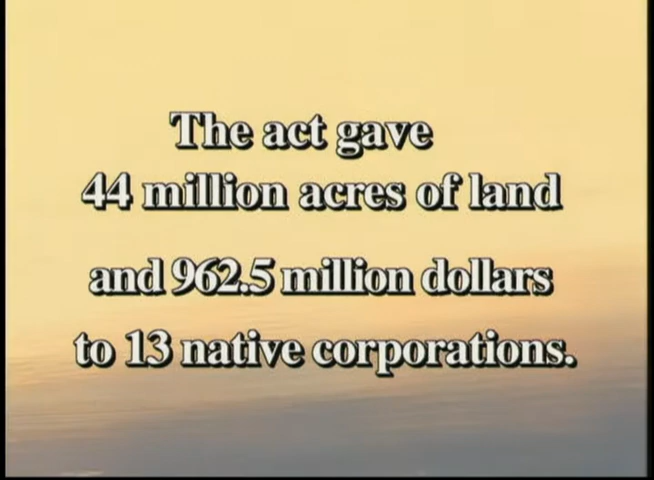 The act gave
44 million acres of land
and 962.5 million dollars
to 13 native corporations.